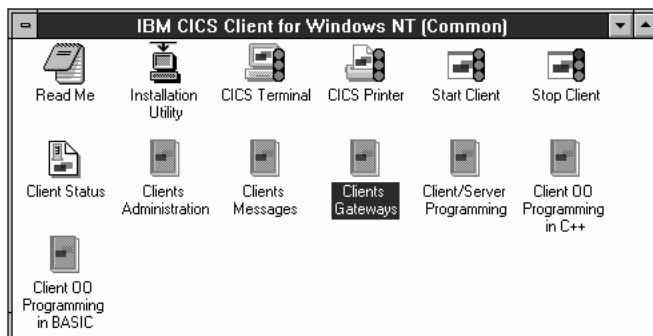 IBM CICS Client for Windows NT (Common)
Read Me
Installation
Utility
CICS Terminal
CICS Printer
Start Client
Stop Client
Client Status
Clients
Administration
Clients
Messages
Clients
Gateways
Client/Server
Programming
Client OO
Programming
in C++
Client OO
Programming
in BASIC